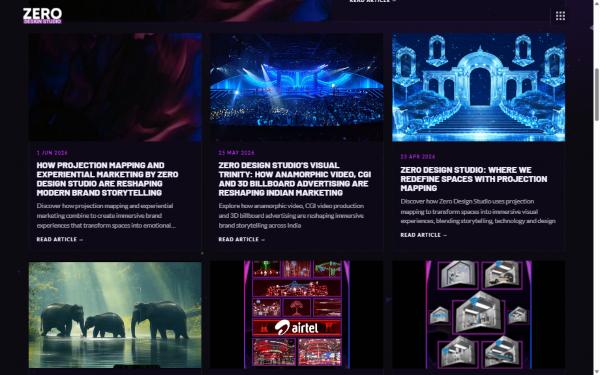 READ ARTICLE →
ZERO
DESIGN STUDIO
1 JUN 2026
HOW PROJECTION MAPPING AND
EXPERIENTIAL MARKETING BY ZERO
DESIGN STUDIO ARE RESHAPING
MODERN BRAND STORYTELLING
Discover how projection mapping and experiential
marketing combine to create immersive brand
experiences that transform spaces into emotional...
READ ARTICLE →
25 MAY 2026
ZERO DESIGN STUDIO'S VISUAL
TRINITY: HOW ANAMORPHIC VIDEO, CGI
AND 3D BILLBOARD ADVERTISING ARE
RESHAPING INDIAN MARKETING
Explore how anamorphic video, CGI video production
and 3D billboard advertising are reshaping immersive
brand storytelling across India
READ ARTICLE →
23 APR 2026
ZERO DESIGN STUDIO: WHERE WE
REDEFINE SPACES WITH PROJECTION
MAPPING
Discover how Zero Design Studio uses projection
mapping to transform spaces into immersive visual
experiences, blending storytelling, technology and design
READ ARTICLE →
airtel